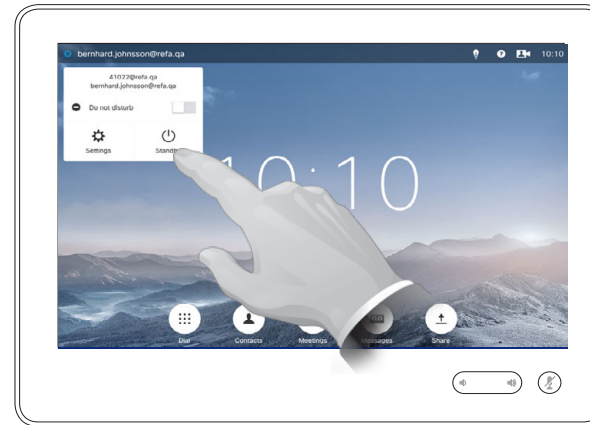 bernhard.johnsson@refa.qa
10:10
41022@refa.qa
bernhard.johnsson@refa.qa
Do not disturb
Settings
10:10
Dial
Contacts
Meetings
Messages
Share